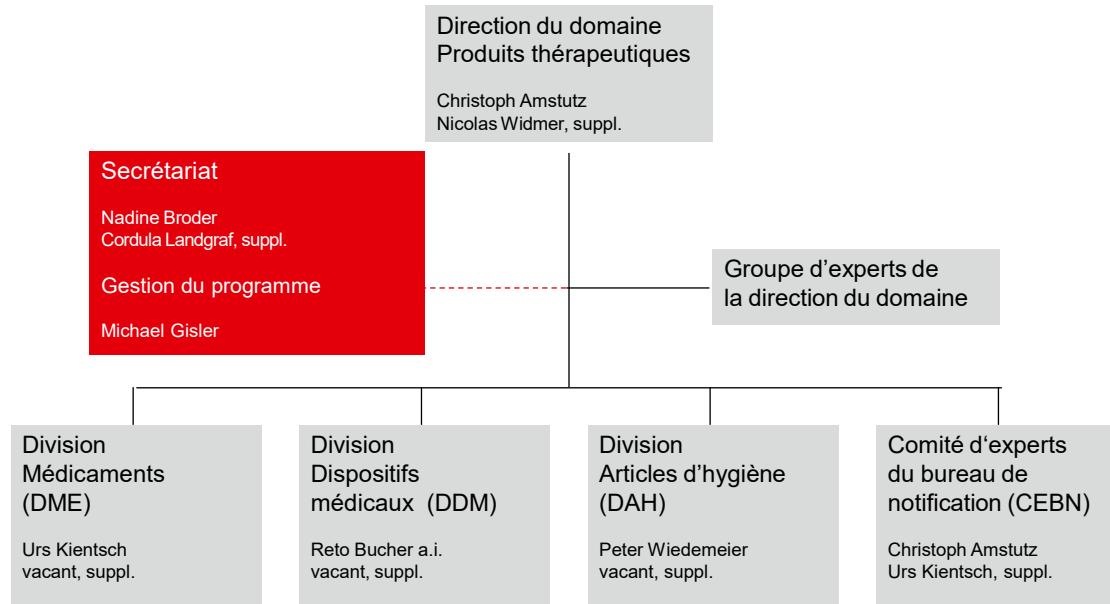 Direction du domaine
Produits thérapeutiques
Christoph Amstutz
Nicolas Widmer, suppl.
Secrétariat
Nadine Broder
Cordula Landgraf, suppl.
Gestion du programme
Michael Gisler
Groupe d’experts de
la direction du domaine
Division
Médicaments
(DME)
Urs Kientsch
vacant, suppl.
Division
Dispositifs
médicaux (DDM)
Reto Bucher a.i.
vacant, suppl.
Division
Articles d’hygiène
(DAH)
Peter Wiedemeier
vacant, suppl.
Comité d‘experts
du bureau de
notification (CEBN)
Christoph Amstutz
Urs Kientsch, suppl.